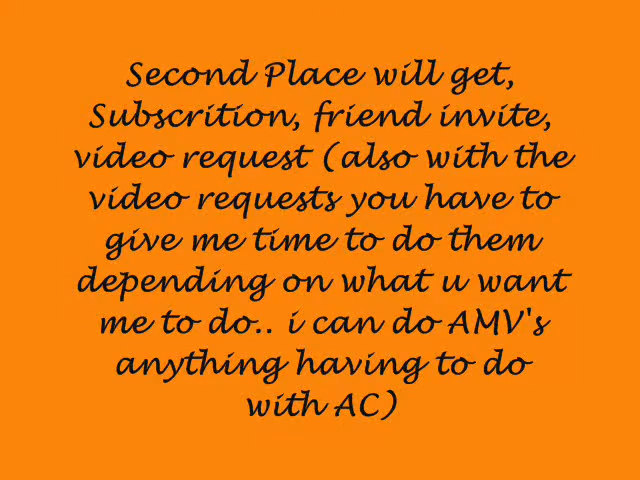 Second Place will get,
Subscrition, friend invite,
video request (also with the
video requests you have to
give me time to do them
depending on what u want
me to do.. i can do AMV's
anything having to do
with AC)